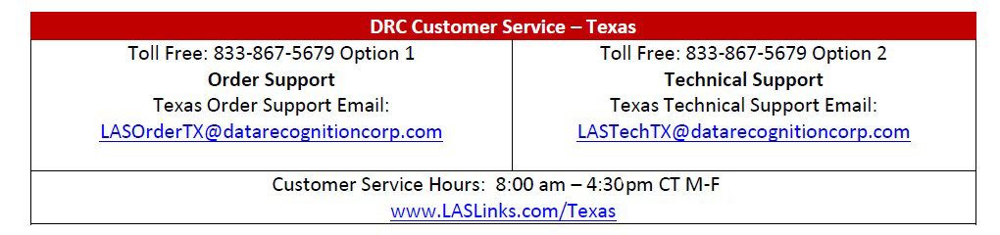 DRC Customer Service – Texas
Toll Free: 833-867-5679 Option 1
Order Support
Texas Order Support Email:
LASOrderTX@datarecognitioncorp.com
Toll Free: 833-867-5679 Option 2
Technical Support
Texas Technical Support Email:
LASTechTX@datarecognitioncorp.com
Customer Service Hours:  8:00 am – 4:30pm CT M-F
www.LASLinks.com/Texas